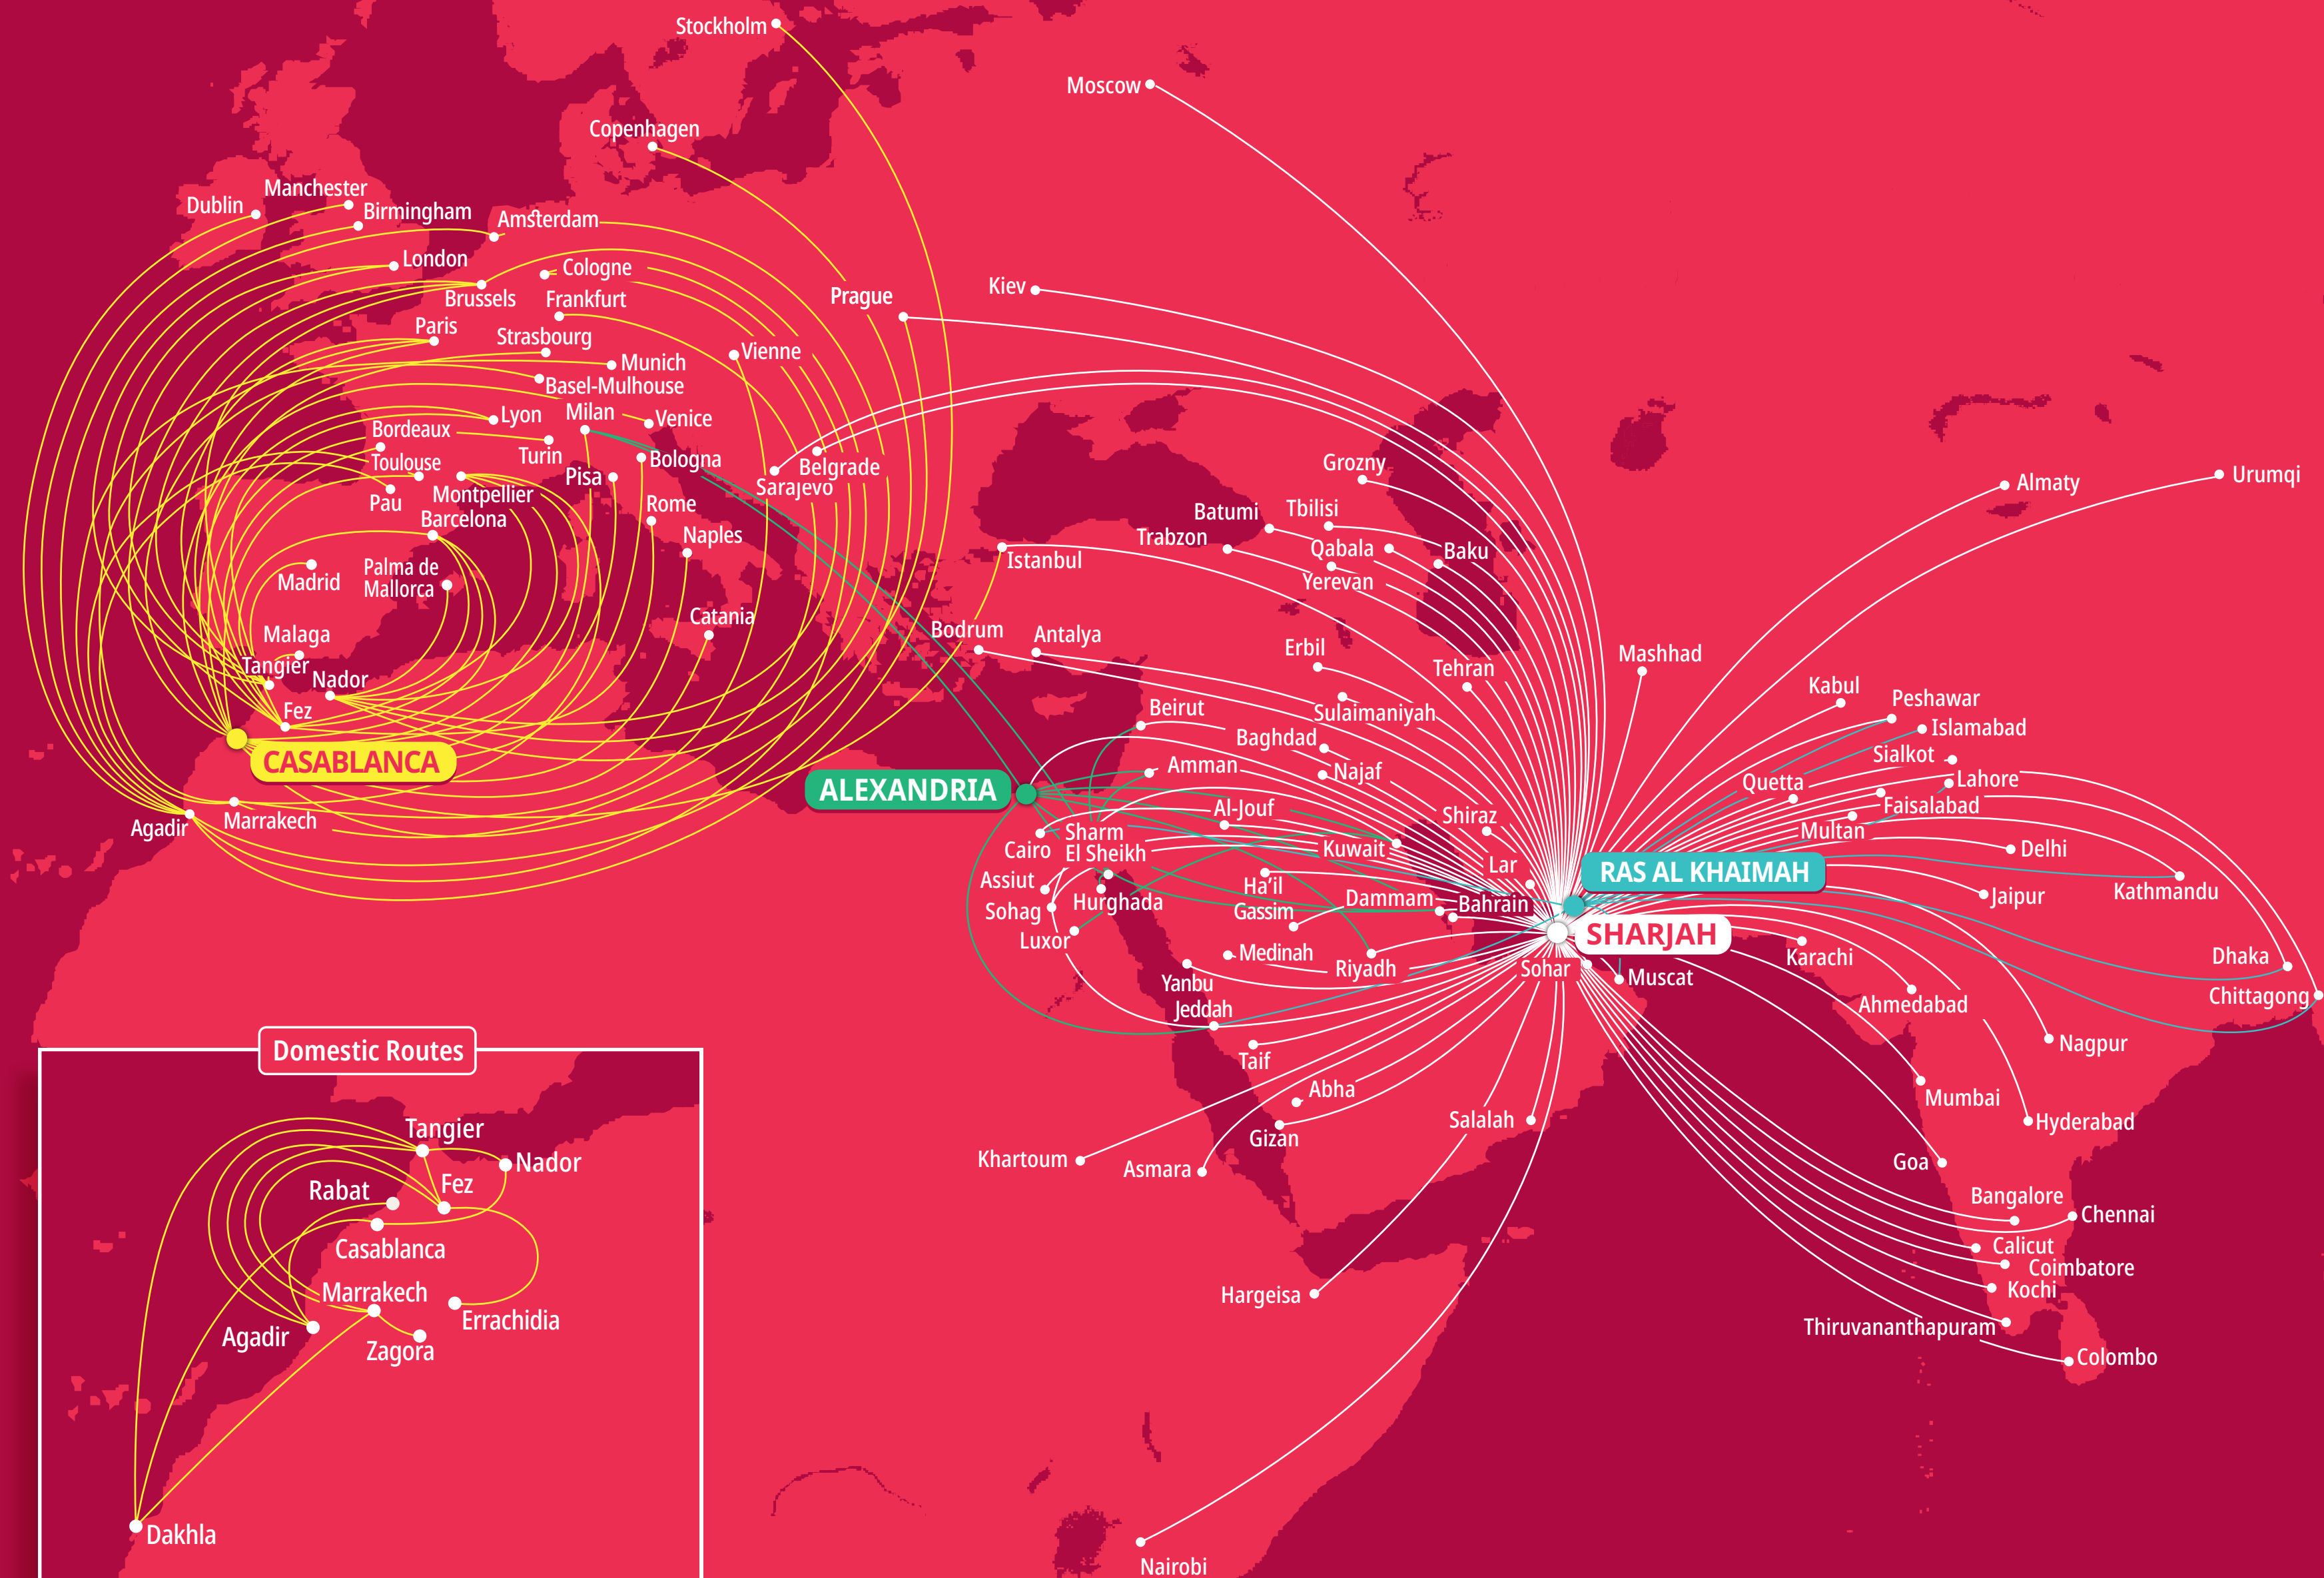 Stockholm
Moscow
Copenhagen
Manchester
Dublin
Birmingham
Amsterdam
London
Cologne
Brussels
Frankfurt
Prague
Kiev
Paris
Strasbourg
Vienne
Munich
Basel-Mulhouse
Lyon
Milan
Venice
Bordeaux
Turin
Toulouse
Pisa
Bologna
Belgrade
Sarajevo
Pau
Montpellier
Barcelona
Rome
Naples
Madrid
Palma de
Mallorca
Catania
Malaga
Tangier
Nador
Fez
CASABLANCA
Agadir
Marrakech
Grozny
Almaty
Urumqi
Batumi
Tbilisi
Trabzon
Qabala
Baku
Istanbul
Yerevan
Bodrum
Antalya
Erbil
Tehran
Mashhad
Beirut
Sulaimaniyah
Kabul
Peshawar
Islamabad
Baghdad
Sialkot
Amman
Najaf
Quetta
Lahore
ALEXANDRIA
Al-Jouf
Shiraz
Faisalabad
Sharm
El Sheikh
Multan
Cairo
Kuwait
Lar
Delhi
RAS AL KHAIMAH
Assiut
Ha’il
Kathmandu
Hurghada
Dammam
Bahrain
Jaipur
Sohag
Gassim
SHARJAH
Luxor
Medinah
Riyadh
Sohar
Muscat
Karachi
Dhaka
Yanbu
Chittagong
Jeddah
Ahmedabad
Taif
Nagpur
Abha
Mumbai
Salalah
Hyderabad
Gizan
Khartoum
Asmara
Goa
Bangalore
Chennai
Calicut
Coimbatore
Hargeisa
Kochi
Thiruvananthapuram
Colombo
Nairobi
Domestic Routes
Tangier
Nador
Fez
Rabat
Casablanca
Marrakech
Errachidia
Agadir
Zagora
Dakhla